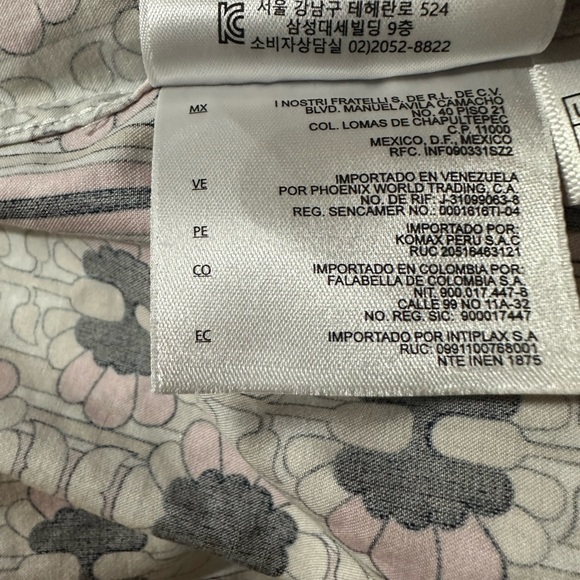 서울 강남구 테헤란로 524
삼성대세빌딩 9층
소비자상담실 02)2052-8822
MX
I NOSTRI FRATELLI S. DE R.L. DE C.V.
BLVD. MANUEL AVILA CAMACHO
NO. 40 PISO 21
COL. LOMAS DE CHAPULTEPEC
C.P. 11000
MEXICO, D.F., MEXICO
RFC. INF090331SZ2
VE
IMPORTADO EN VENEZUELA
POR PHOENIX WORLD TRADING, C.A.
NO. DE RIF: J-31099063-8
REG. SENCAMER NO.: 0001816TI-04
PE
IMPORTADO POR:
KOMAX PERU S.A.C
RUC 20518463121
CO
IMPORTADO EN COLOMBIA POR:
FALABELLA DE COLOMBIA S.A.
NIT. 900.017.447-8
CALLE 99 NO 11A-32
NO. REG. SIC. 900017447
EC
IMPORTADO POR INTIPLAX S.A
RUC: 0991100768001
NTE INEN 1875